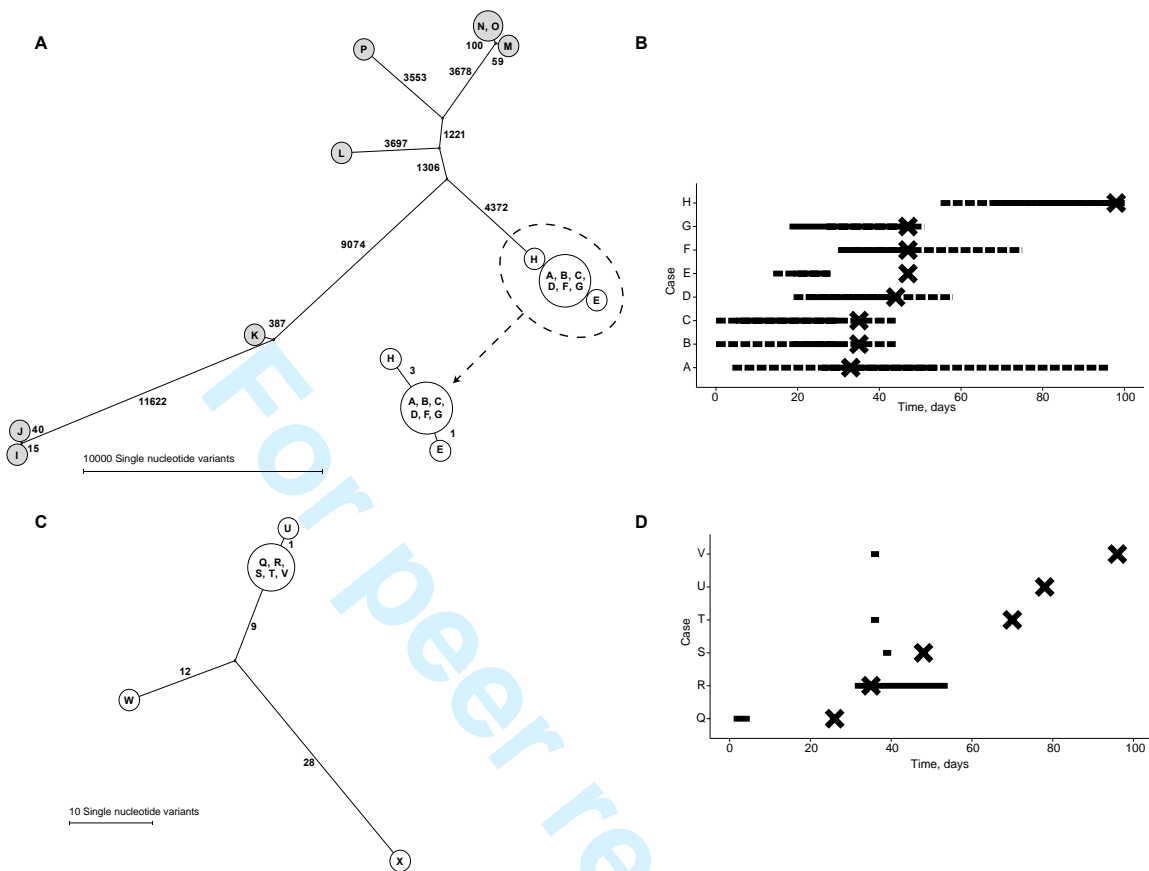 A
N, O
P
M
100
59
3678
3553
1221
3697
L
1306
4372
9074
H
A, B, C,
D, F, G
E
K
387
H
3
A, B, C,
D, F, G
1
E
11622
J
40
I
15
10000 Single nucleotide variants
B
H
G
F
E
D
C
B
A
Case
0
20
40
60
80
100
Time, days
C
U
1
Q, R,
S, T, V
9
12
W
28
X
10 Single nucleotide variants
D
V
U
T
S
R
Q
Case
0
20
40
60
80
100
Time, days
For peer re